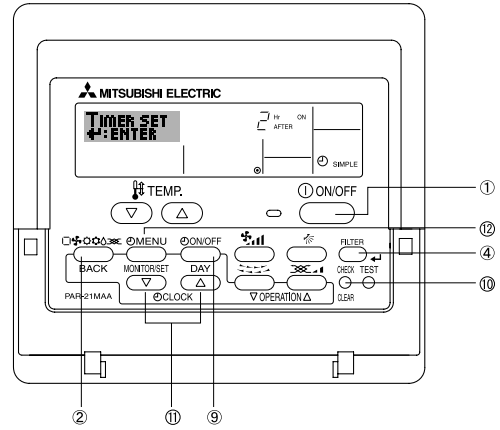 MITSUBISHI ELECTRIC
TIMER SET
↵:ENTER
2 Hr ON
AFTER
SIMPLE
TEMP.
ON/OFF
①
⑫
MENU
ON/OFF
FILTER
④
BACK
MONITOR/SET
DAY
CHECK TEST
PAR-21MAA
CLOCK
▽ OPERATION △
CLEAR
⑩
② ⑪ ⑨